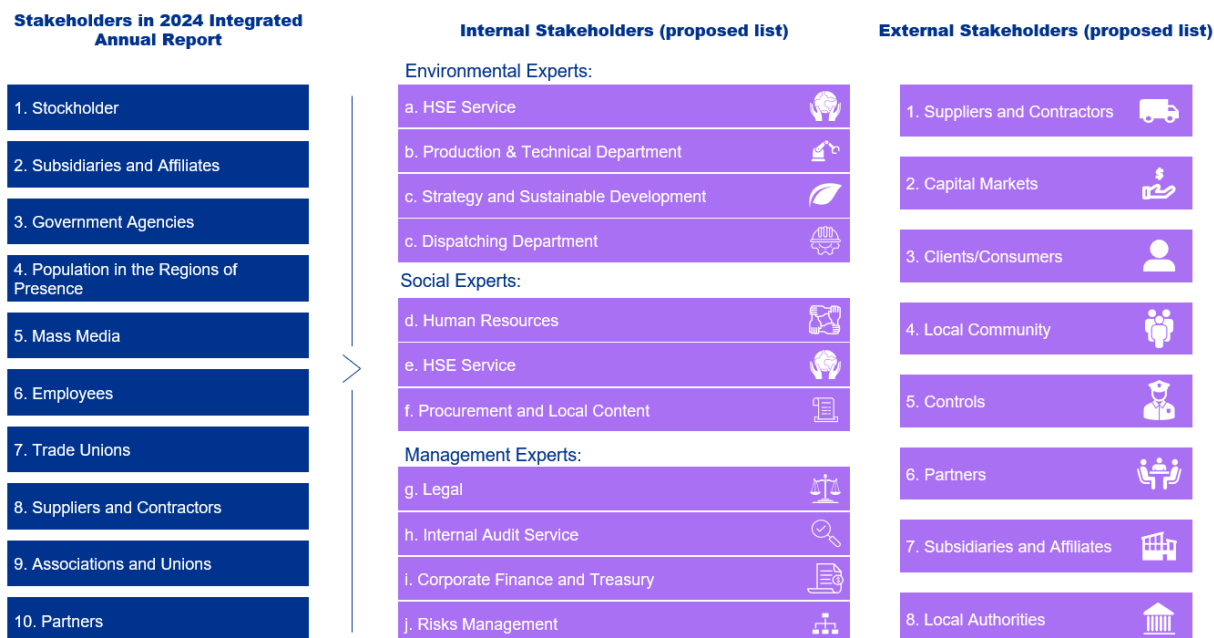 Stakeholders in 2024 Integrated
Annual Report
1. Stockholder
2. Subsidiaries and Affiliates
3. Government Agencies
4. Population in the Regions of
Presence
5. Mass Media
6. Employees
7. Trade Unions
8. Suppliers and Contractors
9. Associations and Unions
10. Partners
Internal Stakeholders (proposed list)
Environmental Experts:
a. HSE Service
b. Production & Technical Department
c. Strategy and Sustainable Development
c. Dispatching Department
Social Experts:
d. Human Resources
e. HSE Service
f. Procurement and Local Content
Management Experts:
g. Legal
h. Internal Audit Service
i. Corporate Finance and Treasury
j. Risks Management
External Stakeholders (proposed list)
1. Suppliers and Contractors
2. Capital Markets
3. Clients/Consumers
4. Local Community
5. Controls
6. Partners
7. Subsidiaries and Affiliates
8. Local Authorities